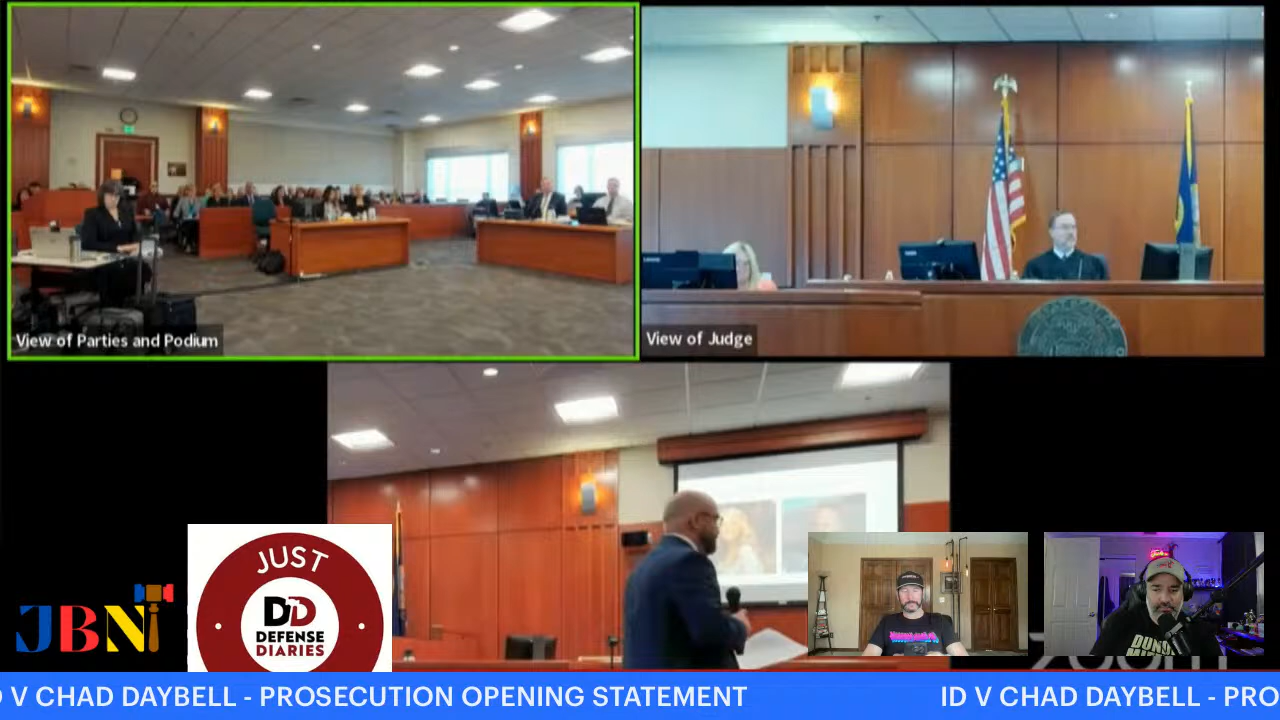 View of Parties and Podium
View of Judge
JUST
DD
DEFENSE
DIARIES
JBN
D V CHAD DAYBELL - PROSECUTION OPENING STATEMENT
ID V CHAD DAYBELL - PRO